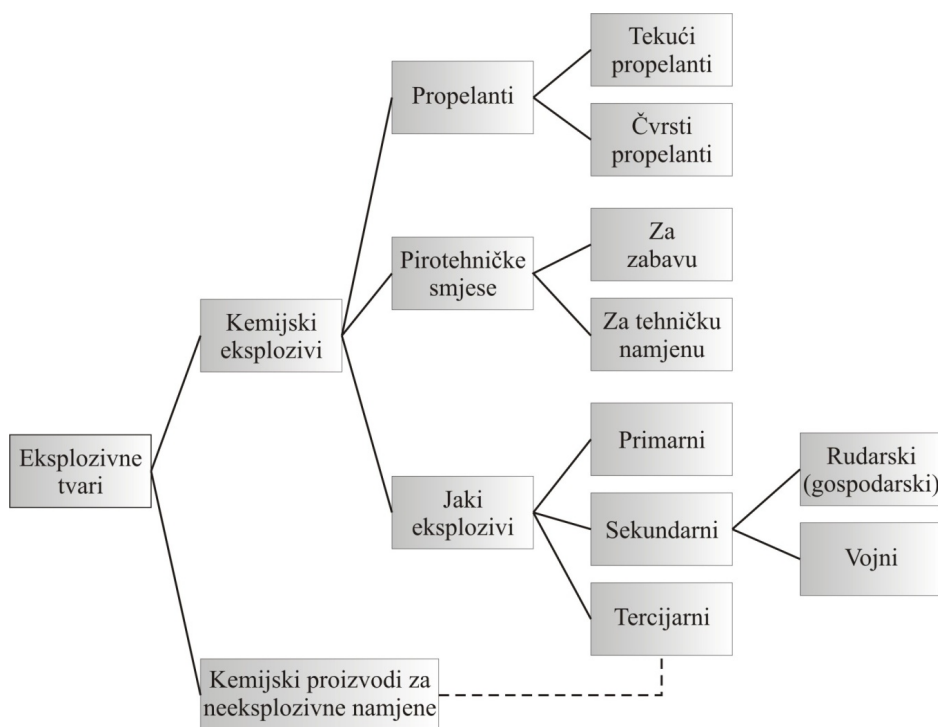 Tekući
propelanti
Propelanti
Čvrsti
propelanti
Za
zabavu
Pirotehničke
smjese
Za tehničku
namjenu
Kemijski
eksplozivi
Primarni
Rudarski
(gospodarski)
Eksplozivne
tvari
Jaki
eksplozivi
Sekundarni
Vojni
Tercijarni
Kemijski proizvodi za
neeksplozivne namjene